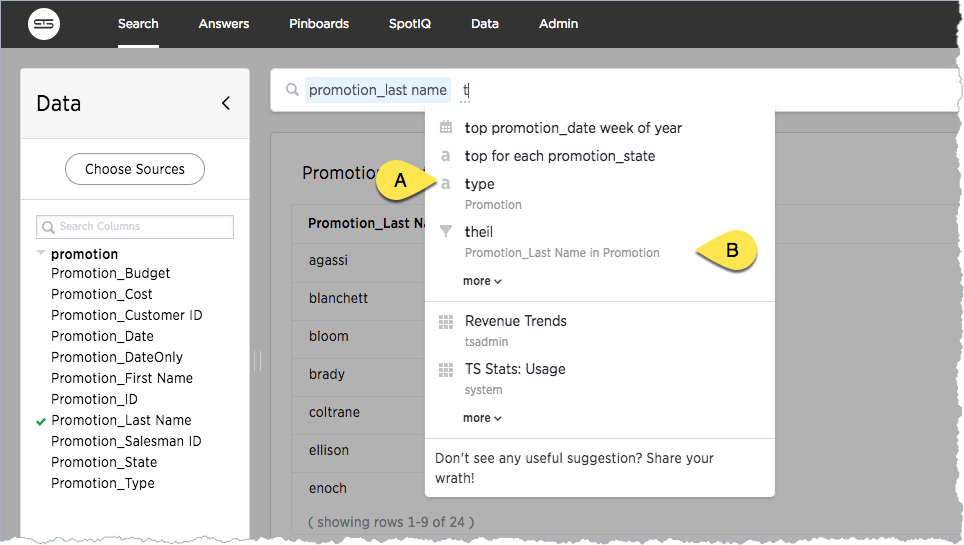 Search Answers Pinboards SpotIQ Data Admin
Data
Choose Sources
Search Columns
promotion
Promotion_Budget
Promotion_Cost
Promotion_Customer ID
Promotion_Date
Promotion_DateOnly
Promotion_First Name
Promotion_ID
Promotion_Last Name
Promotion_Salesman ID
Promotion_State
Promotion_Type
promotion_last name t
top promotion_date week of year
a top for each promotion_state
A
a type
Promotion
theil
Promotion_Last Name in Promotion
B
more
Revenue Trends
tsadmin
TS Stats: Usage
system
more
Don't see any useful suggestion? Share your
wrath!
Promotio
Promotion_Last Na
agassi
blanchett
bloom
brady
coltrane
ellison
enoch
( showing rows 1-9 of 24 )